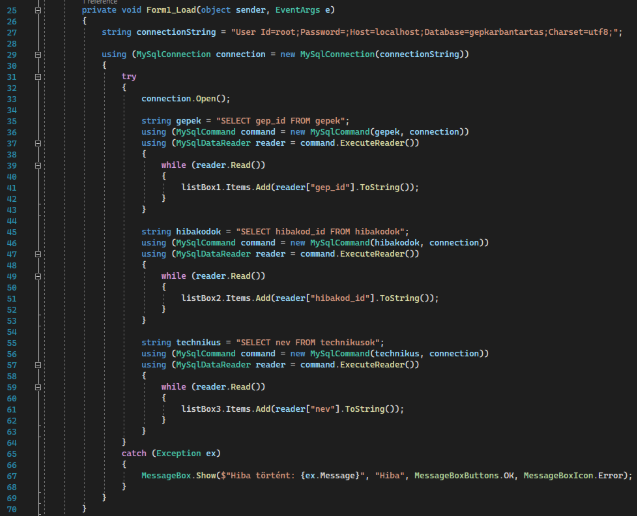 1 reference
25 private void Form1_Load(object sender, EventArgs e)
26 {
27 string connectionString = "User Id=root;Password=;Host=localhost;Database=gepkarbantartas;Charset=utf8;";
28
29 using (MySqlConnection connection = new MySqlConnection(connectionString))
30 {
31 try
32 {
33 connection.Open();
34
35 string gepek = "SELECT gep_id FROM gepek";
36 using (MySqlCommand command = new MySqlCommand(gepek, connection))
37 using (MySqlDataReader reader = command.ExecuteReader())
38 {
39 while (reader.Read())
40 {
41 listBox1.Items.Add(reader["gep_id"].ToString());
42 }
43 }
44
45 string hibakodok = "SELECT hibakod_id FROM hibakodok";
46 using (MySqlCommand command = new MySqlCommand(hibakodok, connection))
47 using (MySqlDataReader reader = command.ExecuteReader())
48 {
49 while (reader.Read())
50 {
51 listBox2.Items.Add(reader["hibakod_id"].ToString());
52 }
53 }
54
55 string technikus = "SELECT nev FROM technikusok";
56 using (MySqlCommand command = new MySqlCommand(technikus, connection))
57 using (MySqlDataReader reader = command.ExecuteReader())
58 {
59 while (reader.Read())
60 {
61 listBox3.Items.Add(reader["nev"].ToString());
62 }
63 }
64 }
65 catch (Exception ex)
66 {
67 MessageBox.Show($"Hiba történt: {ex.Message}", "Hiba", MessageBoxButtons.OK, MessageBoxIcon.Error);
68 }
69 }
70 }